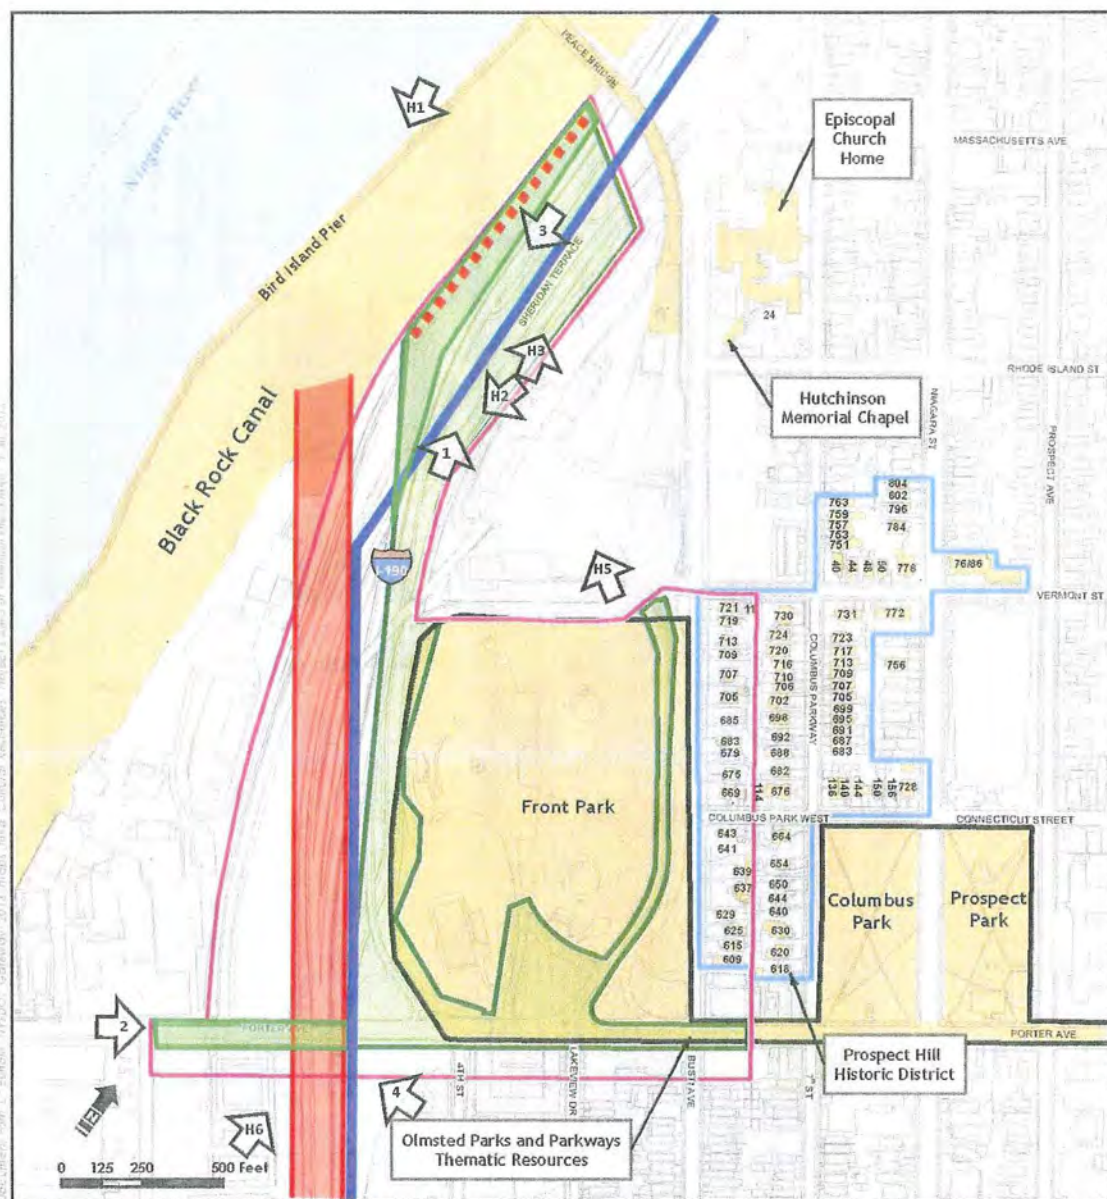 PEACE BRIDGE
Niagara River
H1
Episcopal
Church
Home
MASSACHUSETTS AVE
Bird Island Pier
3
SHERIDAN TERRACE
24
H3
H2
RHODE ISLAND ST
Hutchinson
Memorial Chapel
NIAGARA ST
PROSPECT AVE
Black Rock Canal
1
I-190
H5
804
602
796
784
763
759
757
753
751
40
44
46
50
776
76/86
VERMONT ST
721
11
719
713
709
707
705
685
683
679
675
669
730
724
720
716
710
706
702
698
692
688
682
676
114
COLUMBUS PARKWAY
731
772
723
717
713
709
707
705
699
695
691
687
683
756
136
140
144
150
156
728
Front Park
COLUMBUS PARK WEST
CONNECTICUT STREET
643
641
639
637
629
625
615
609
664
654
650
644
640
630
620
618
Columbus
Park
Prospect
Park
2
PORTER AVE
PORTER AVE
4TH ST
LAKEVIEW DR
BUSTI AVE
7TH ST
Prospect Hill
Historic District
4
H6
Olmsted Parks and Parkways
Thematic Resources
0 125 250 500 Feet